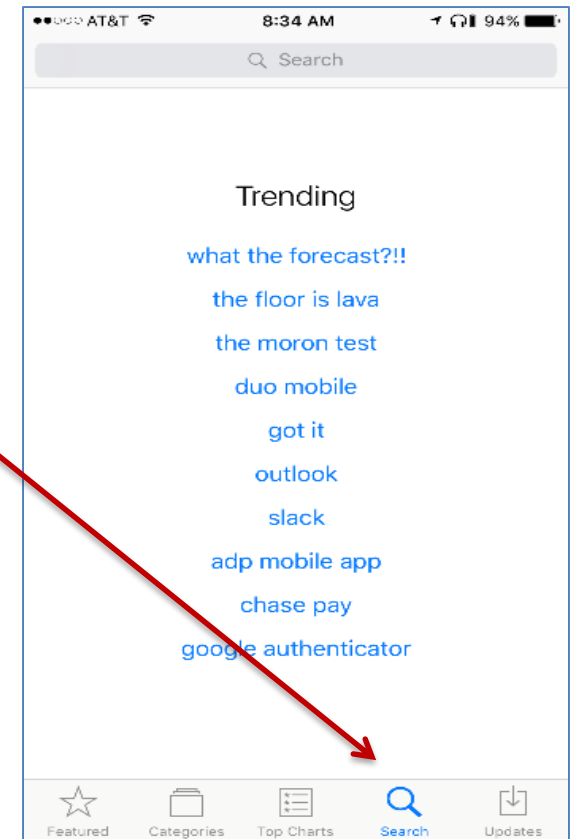 AT&T 8:34 AM 94%
Search
Trending
what the forecast?!!
the floor is lava
the moron test
duo mobile
got it
outlook
slack
adp mobile app
chase pay
google authenticator
Featured Categories Top Charts Search Updates